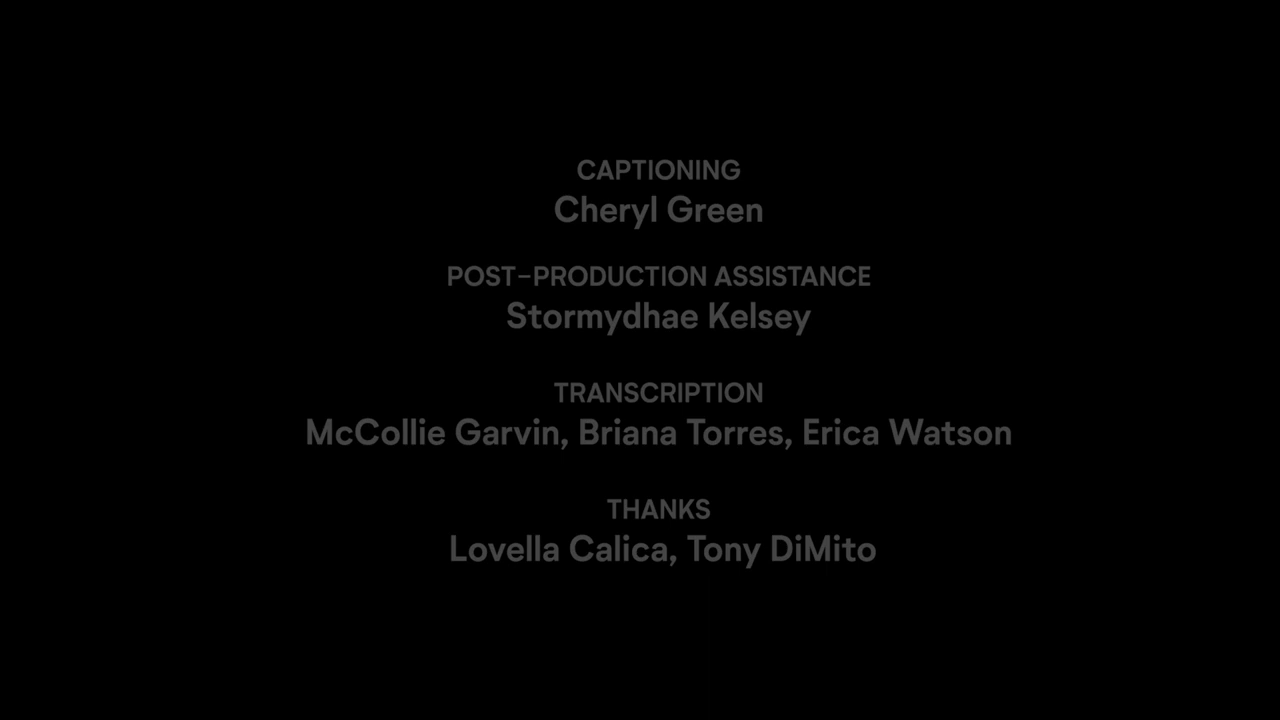 CAPTIONING
Cheryl Green
POST-PRODUCTION ASSISTANCE
Stormydhae Kelsey
TRANSCRIPTION
McCollie Garvin, Briana Torres, Erica Watson
THANKS
Lovella Calica, Tony DiMito